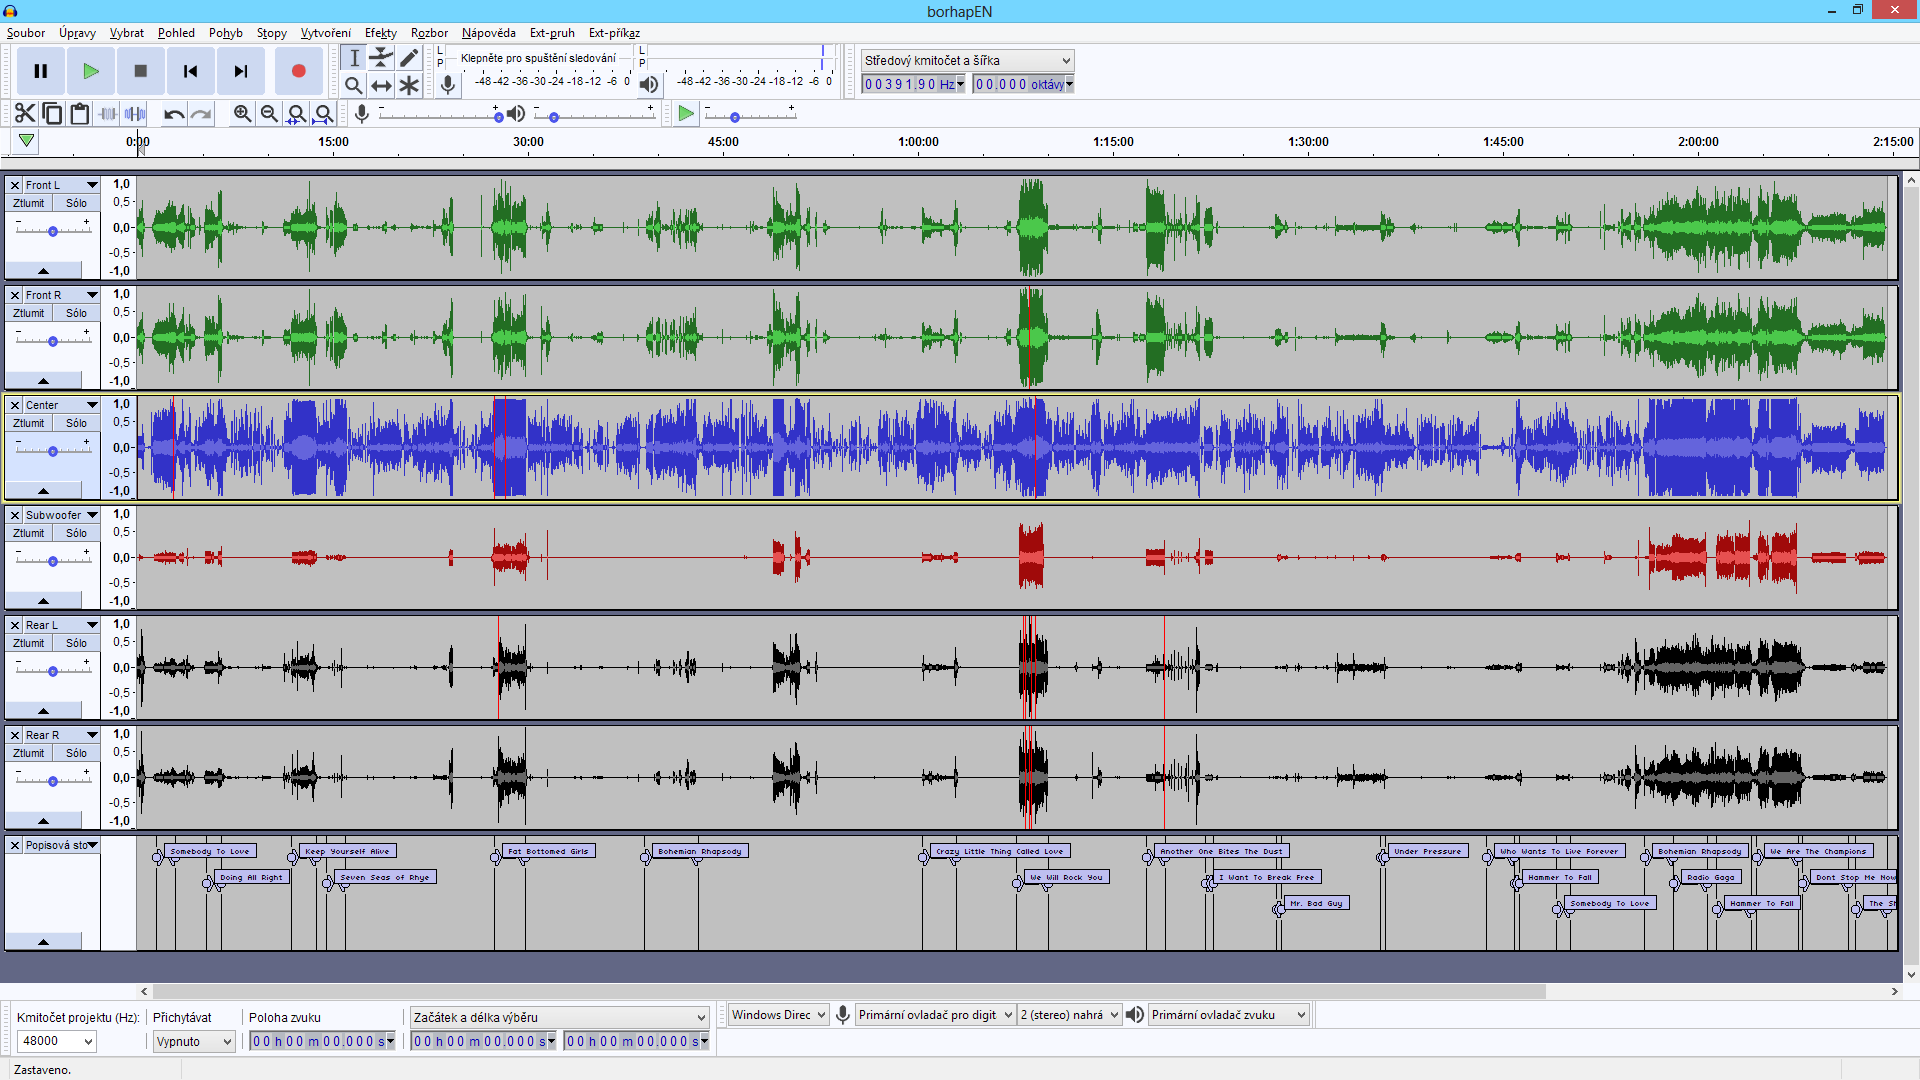 borhapEN
Soubor Úpravy Vybrat Pohled Pohyb Stopy Vytvoření Efekty Rozbor Nápověda Ext-pruh Ext-příkaz
L P Klepněte pro spuštění sledování L P
-48 -42 -36 -30 -24 -18 -12 -6 0 -48 -42 -36 -30 -24 -18 -12 -6 0
Středový kmitočet a šířka
00391.90 Hz 00.000 oktávy
0:00 15:00 30:00 45:00 1:00:00 1:15:00 1:30:00 1:45:00 2:00:00 2:15:00
Front L
Ztlumit Sólo
1,0
0,5
0,0
-0,5
-1,0
Front R
Ztlumit Sólo
1,0
0,5
0,0
-0,5
-1,0
Center
Ztlumit Sólo
1,0
0,5
0,0
-0,5
-1,0
Subwoofer
Ztlumit Sólo
1,0
0,5
0,0
-0,5
-1,0
Rear L
Ztlumit Sólo
1,0
0,5
0,0
-0,5
-1,0
Rear R
Ztlumit Sólo
1,0
0,5
0,0
-0,5
-1,0
Popisová sto
Somebody To Love Keep Yourself Alive Fat Bottomed Girls Bohemian Rhapsody Crazy Little Thing Called Love Another One Bites The Dust Under Pressure Who Wants To Live Forever Bohemian Rhapsody We Are The Champions
Doing All Right Seven Seas of Rhye We Will Rock You I Want To Break Free Hammer To Fall Radio Gaga Dont Stop Me Now
Mr. Bad Guy Somebody To Love Hammer To Fall The Sh
Kmitočet projektu (Hz): Přichytávat Poloha zvuku Začátek a délka výběru
48000 Vypnuto 00 h 00 m 00.000 s 00 h 00 m 00.000 s 00 h 00 m 00.000 s
Windows Direc Primární ovladač pro digit 2 (stereo) nahrá Primární ovladač zvuku
Zastaveno.